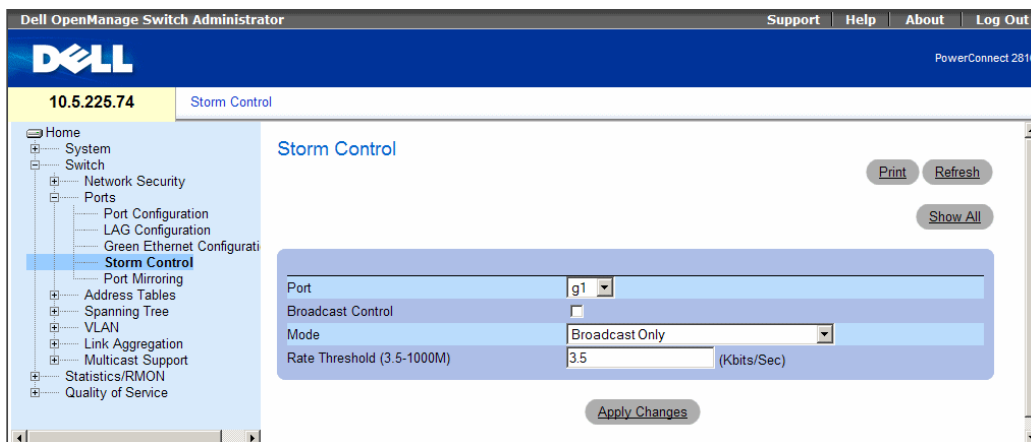 Dell OpenManage Switch Administrator
Support | Help | About | Log Out
DELL
PowerConnect 281
10.5.225.74
Storm Control
Home
System
Switch
Network Security
Ports
Port Configuration
LAG Configuration
Green Ethernet Configurati
Storm Control
Port Mirroring
Address Tables
Spanning Tree
VLAN
Link Aggregation
Multicast Support
Statistics/RMON
Quality of Service
Storm Control
Print Refresh
Show All
Port g1
Broadcast Control
Mode Broadcast Only
Rate Threshold (3.5-1000M) 3.5 (Kbits/Sec)
Apply Changes